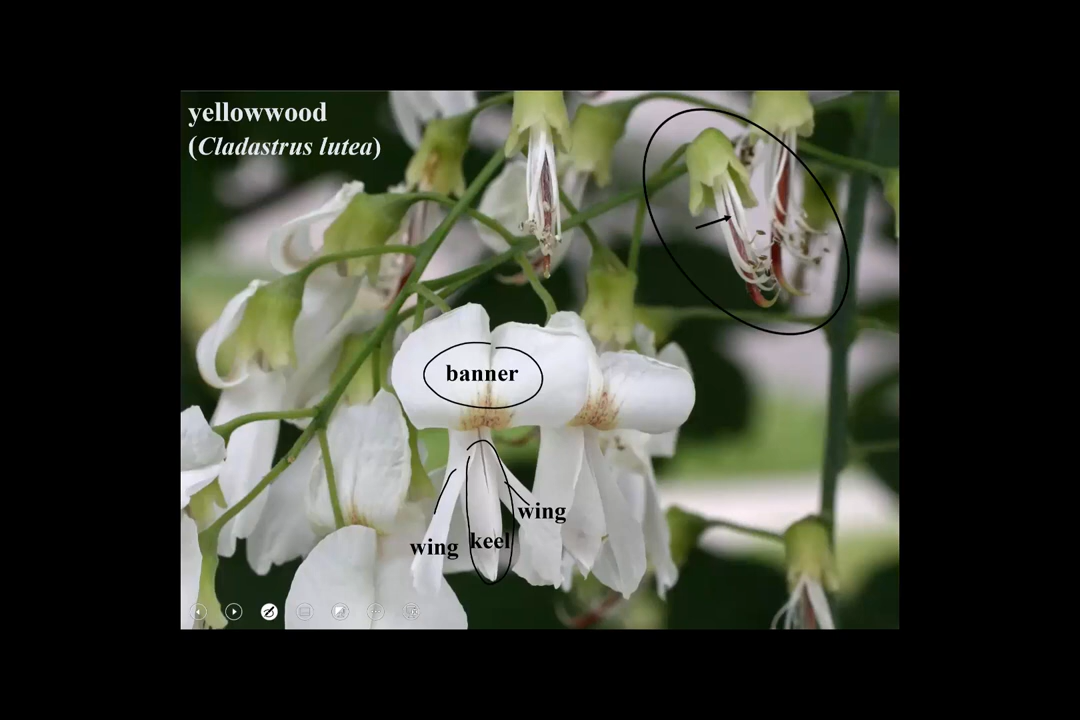 yellowwood
(Cladastrus lutea)
banner
wing
wing
keel